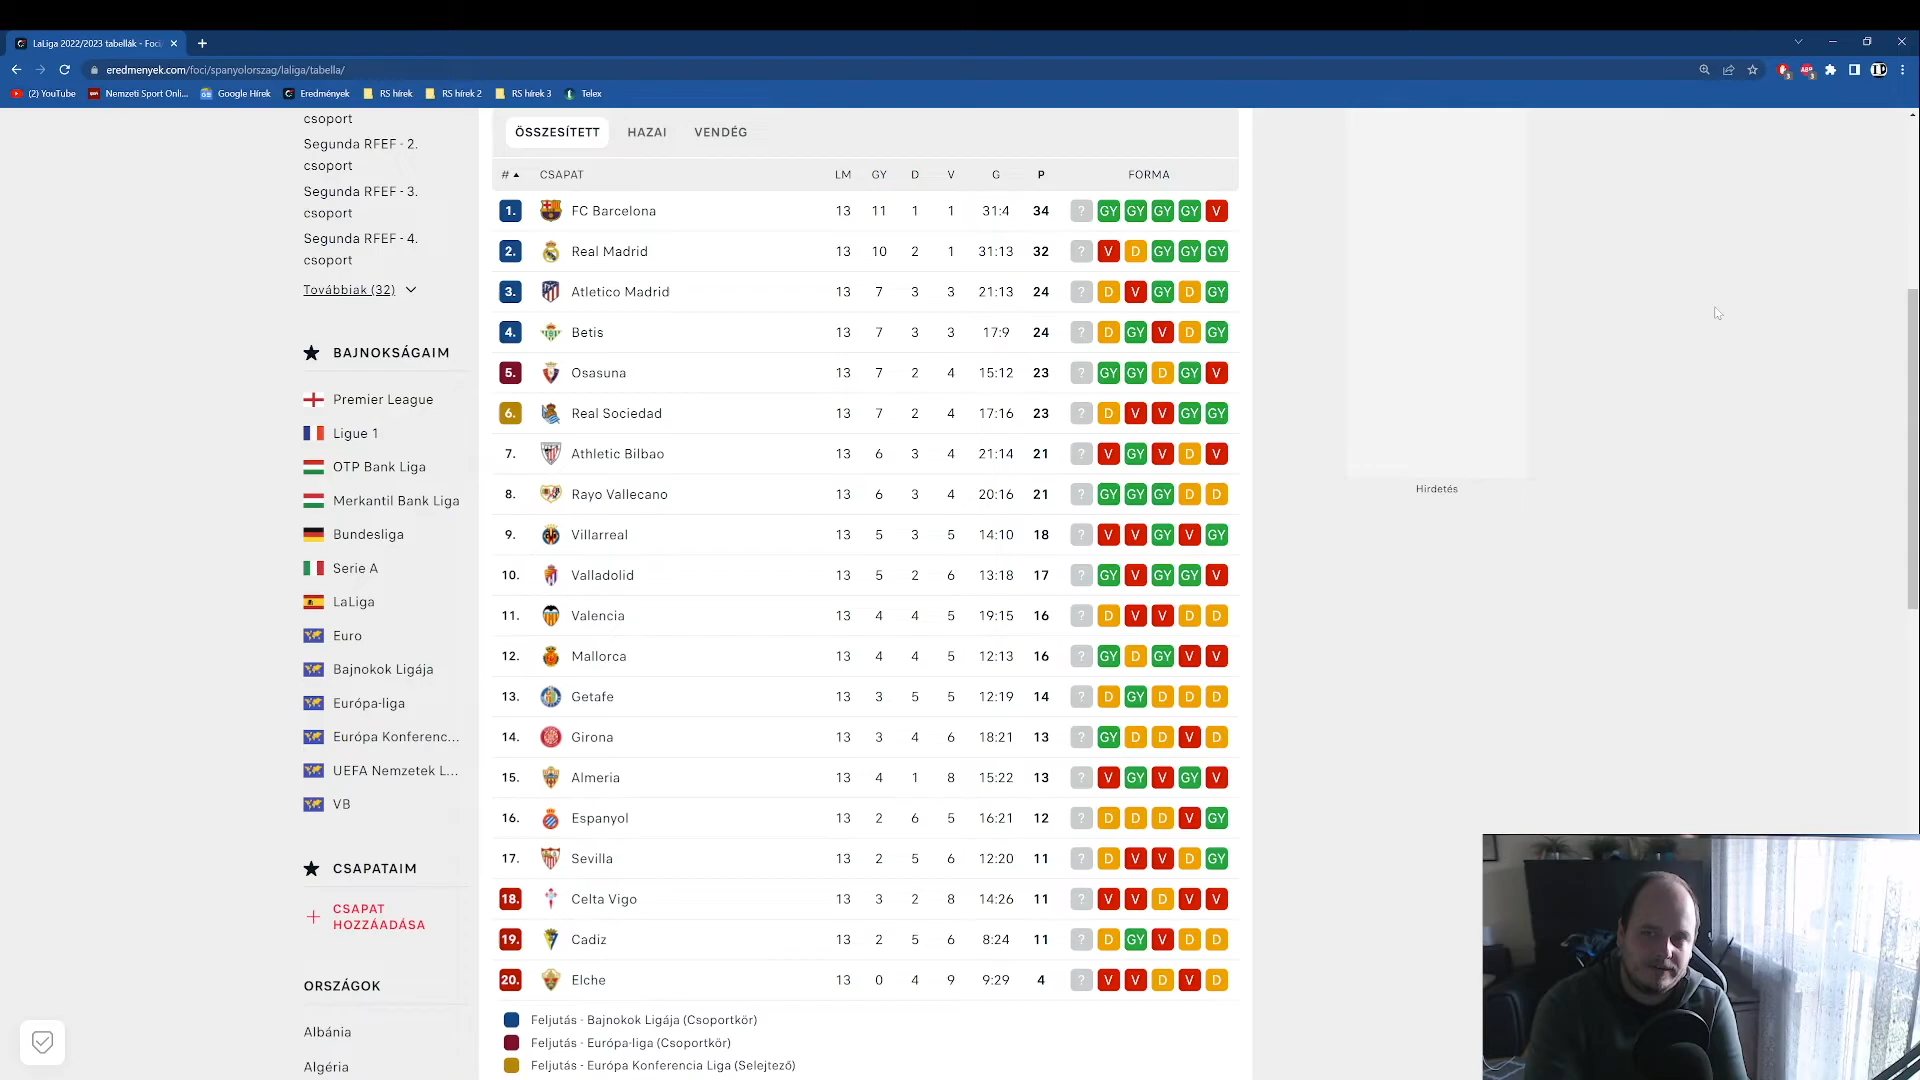 LaLiga 2022/2023 tabellák - Foci/
eredmenyek.com/foci/spanyolorszag/laliga/tabella/
(2) YouTube Nemzeti Sport Onli... Google Hírek Eredmények RS hírek RS hírek 2 RS hírek 3 Telex
csoport
Segunda RFEF - 2.
csoport
Segunda RFEF - 3.
csoport
Segunda RFEF - 4.
csoport
Továbbiak (32)
BAJNOKSÁGAIM
Premier League
Ligue 1
OTP Bank Liga
Merkantil Bank Liga
Bundesliga
Serie A
LaLiga
Euro
Bajnokok Ligája
Európa-liga
Európa Konferenc...
UEFA Nemzetek L...
VB
CSAPATAIM
CSAPAT
HOZZÁADÁSA
ORSZÁGOK
Albánia
Algéria
ÖSSZESÍTETT HAZAI VENDÉG
# CSAPAT LM GY D V G P FORMA
1. FC Barcelona 13 11 1 1 31:4 34 ? GY GY GY GY V
2. Real Madrid 13 10 2 1 31:13 32 ? V D GY GY GY
3. Atletico Madrid 13 7 3 3 21:13 24 ? D V GY D GY
4. Betis 13 7 3 3 17:9 24 ? D GY V D GY
5. Osasuna 13 7 2 4 15:12 23 ? GY GY D GY V
6. Real Sociedad 13 7 2 4 17:16 23 ? D V V GY GY
7. Athletic Bilbao 13 6 3 4 21:14 21 ? V GY V D V
8. Rayo Vallecano 13 6 3 4 20:16 21 ? GY GY GY D D
9. Villarreal 13 5 3 5 14:10 18 ? V V GY V GY
10. Valladolid 13 5 2 6 13:18 17 ? GY V GY GY V
11. Valencia 13 4 4 5 19:15 16 ? D V V D D
12. Mallorca 13 4 4 5 12:13 16 ? GY D GY V V
13. Getafe 13 3 5 5 12:19 14 ? D GY D D D
14. Girona 13 3 4 6 18:21 13 ? GY D D V D
15. Almeria 13 4 1 8 15:22 13 ? V GY V GY V
16. Espanyol 13 2 6 5 16:21 12 ? D D D V GY
17. Sevilla 13 2 5 6 12:20 11 ? D V V D GY
18. Celta Vigo 13 3 2 8 14:26 11 ? V V D V V
19. Cadiz 13 2 5 6 8:24 11 ? D GY V D D
20. Elche 13 0 4 9 9:29 4 ? V V D V D
Feljutás - Bajnokok Ligája (Csoportkör)
Feljutás - Európa-liga (Csoportkör)
Feljutás - Európa Konferencia Liga (Selejtező)
Hirdetés